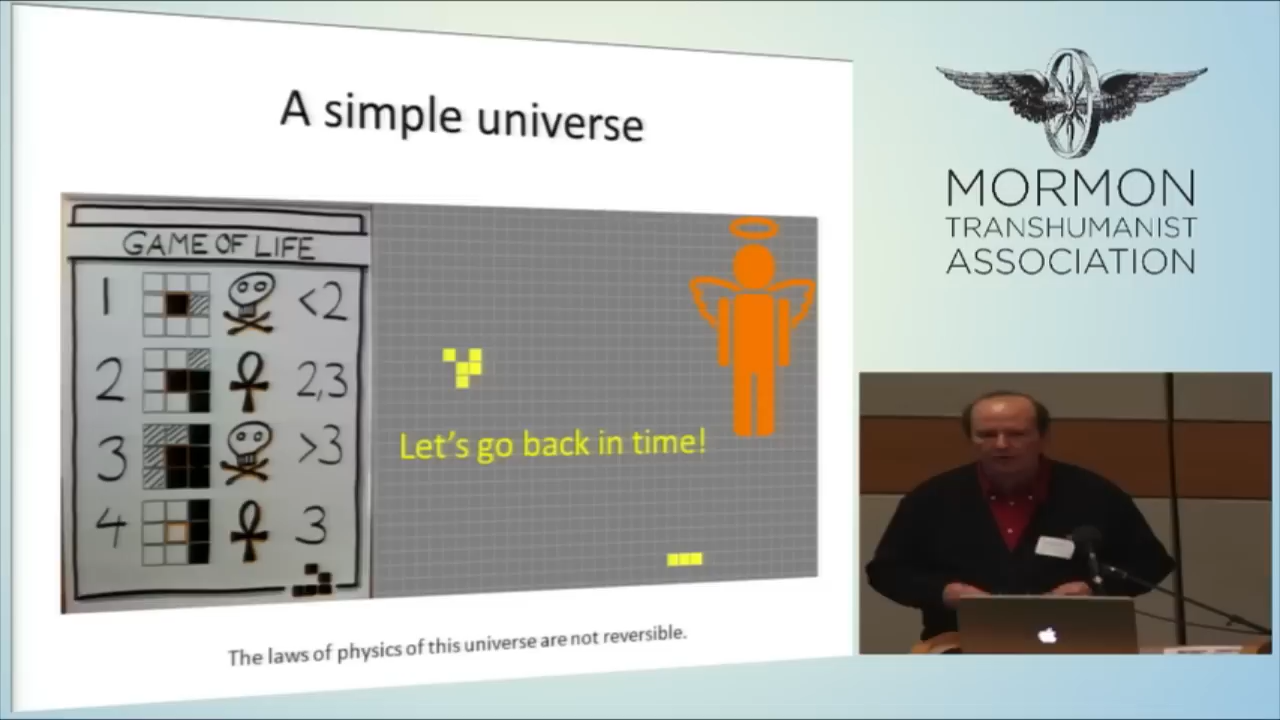 A simple universe
GAME OF LIFE
1 <2
2 2,3
3 >3
4 3
Let's go back in time!
The laws of physics of this universe are not reversible.
MORMON
TRANSHUMANIST
ASSOCIATION